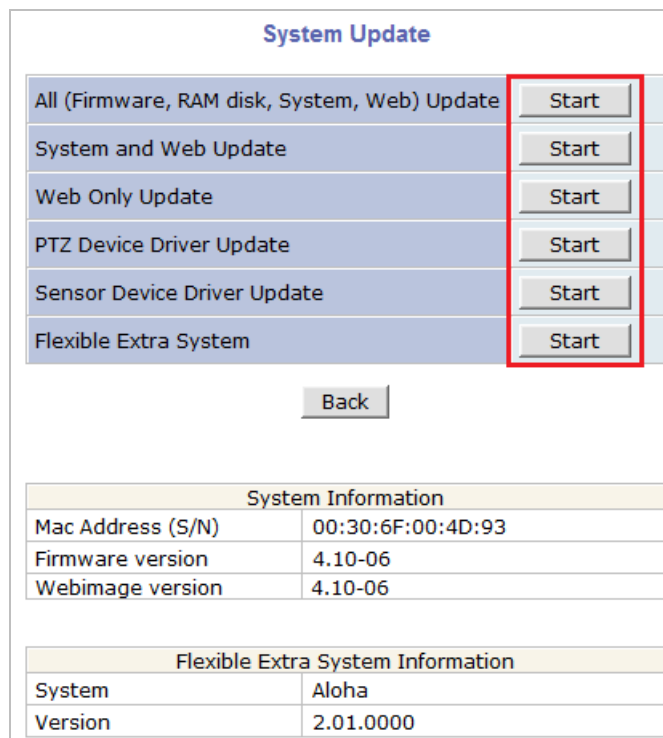 System Update
All (Firmware, RAM disk, System, Web) Update Start
System and Web Update Start
Web Only Update Start
PTZ Device Driver Update Start
Sensor Device Driver Update Start
Flexible Extra System Start
Back
System Information
Mac Address (S/N) 00:30:6F:00:4D:93
Firmware version 4.10-06
Webimage version 4.10-06
Flexible Extra System Information
System Aloha
Version 2.01.0000